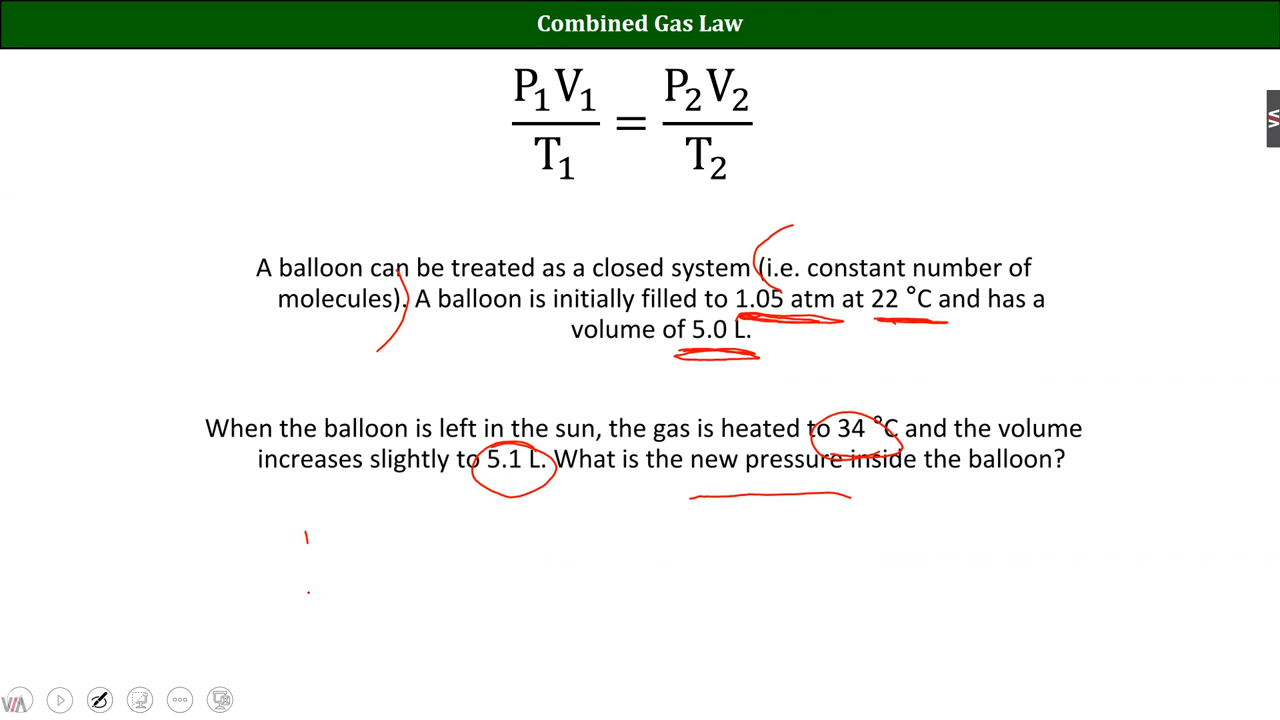 Combined Gas Law
P₁V₁/T₁ = P₂V₂/T₂
A balloon can be treated as a closed system (i.e. constant number of
molecules). A balloon is initially filled to 1.05 atm at 22 °C and has a
volume of 5.0 L.
When the balloon is left in the sun, the gas is heated to 34 °C and the volume
increases slightly to 5.1 L. What is the new pressure inside the balloon?
VIA